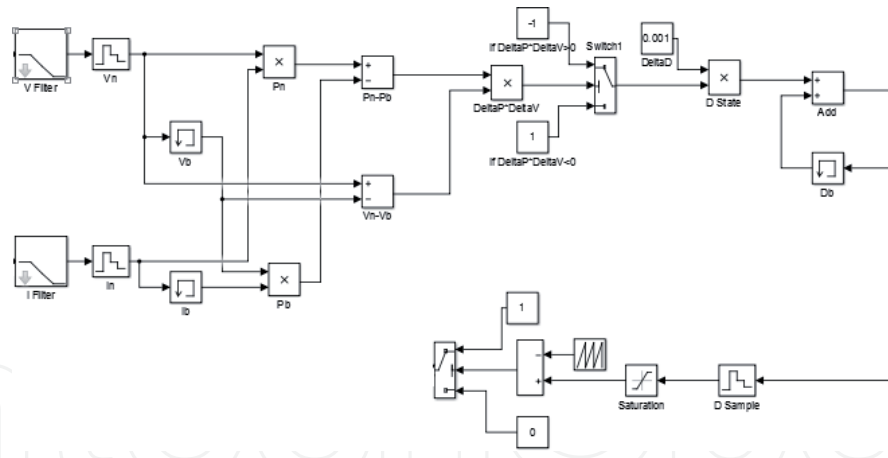 -1
If DeltaP*DeltaV>0
Switch1
0.001
DeltaD
V Filter
Vn
×
Pn
+
−
Pn-Pb
×
DeltaP*DeltaV
×
D State
+
+
Add
1
If DeltaP*DeltaV<0
Vb
Db
+
−
Vn-Vb
I Filter
In
Ib
×
Pb
1
−
+
Saturation
D Sample
0